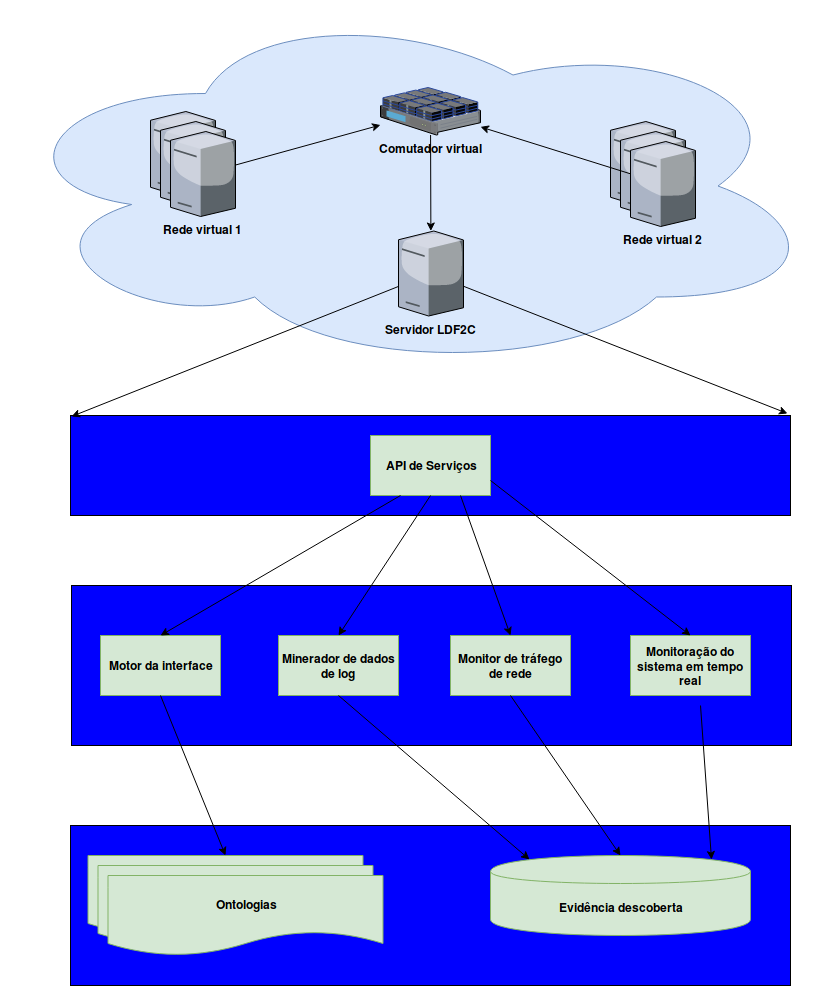 Comutador virtual
Rede virtual 1
Rede virtual 2
Servidor LDF2C
API de Serviços
Motor da interface
Minerador de dados
de log
Monitor de tráfego
de rede
Monitoração do
sistema em tempo
real
Ontologias
Evidência descoberta